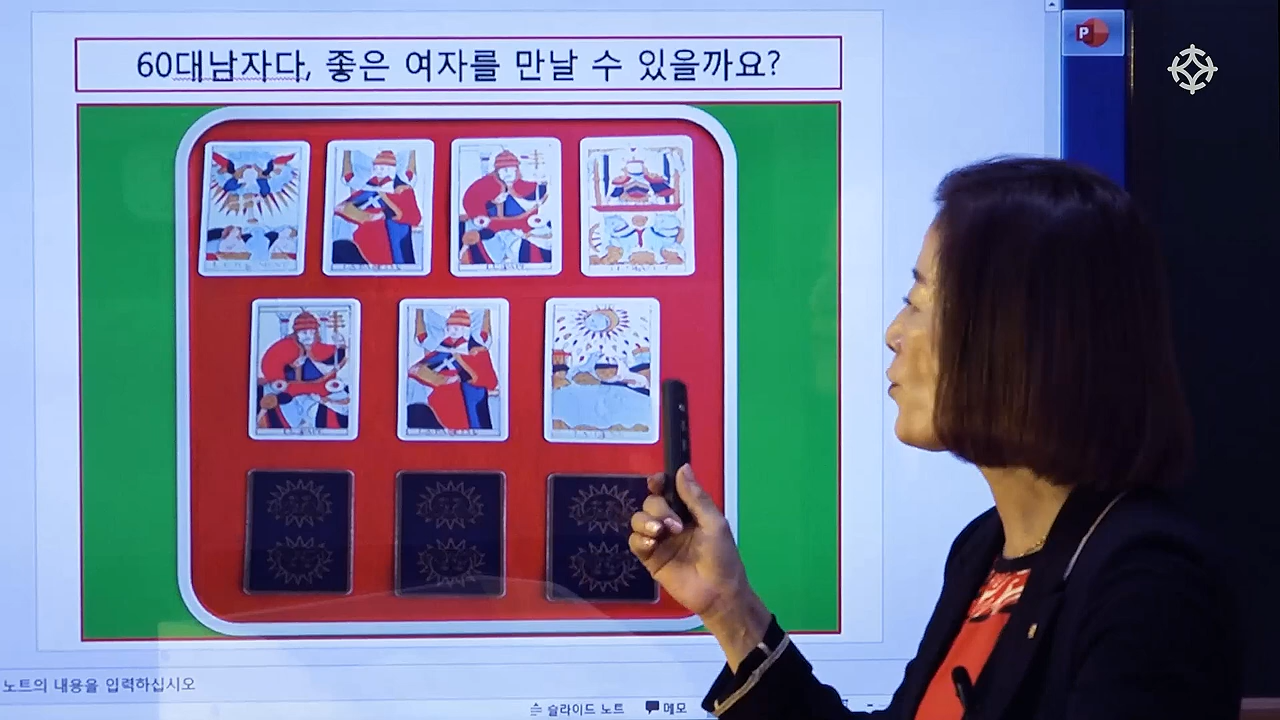 60대남자다, 좋은 여자를 만날 수 있을까요?
P
노트의 내용을 입력하십시오
슬라이드 노트
메모